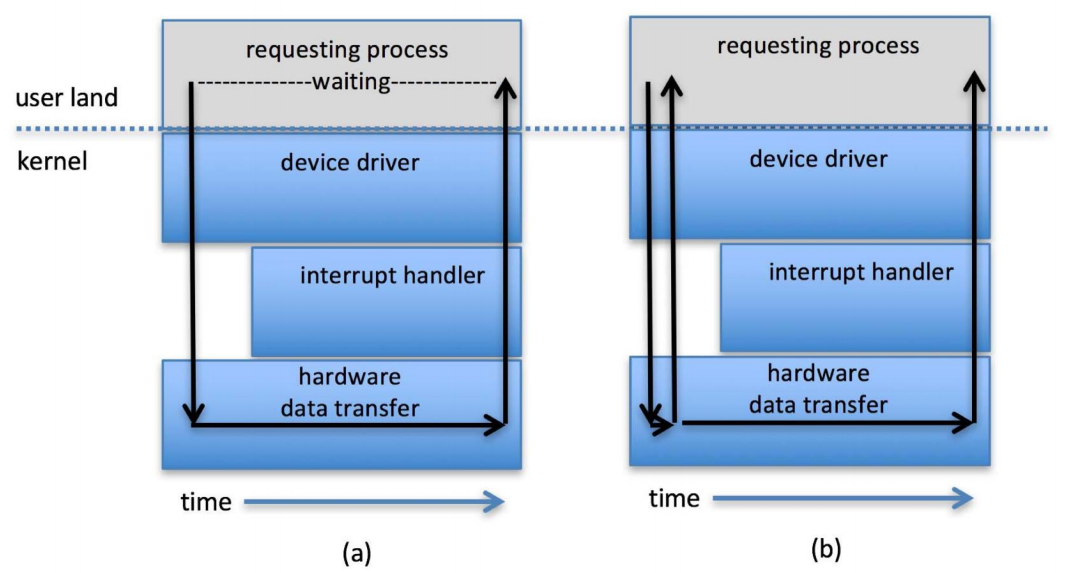 requesting process
waiting
user land
kernel
device driver
interrupt handler
hardware
data transfer
time
(a)
requesting process
device driver
interrupt handler
hardware
data transfer
time
(b)